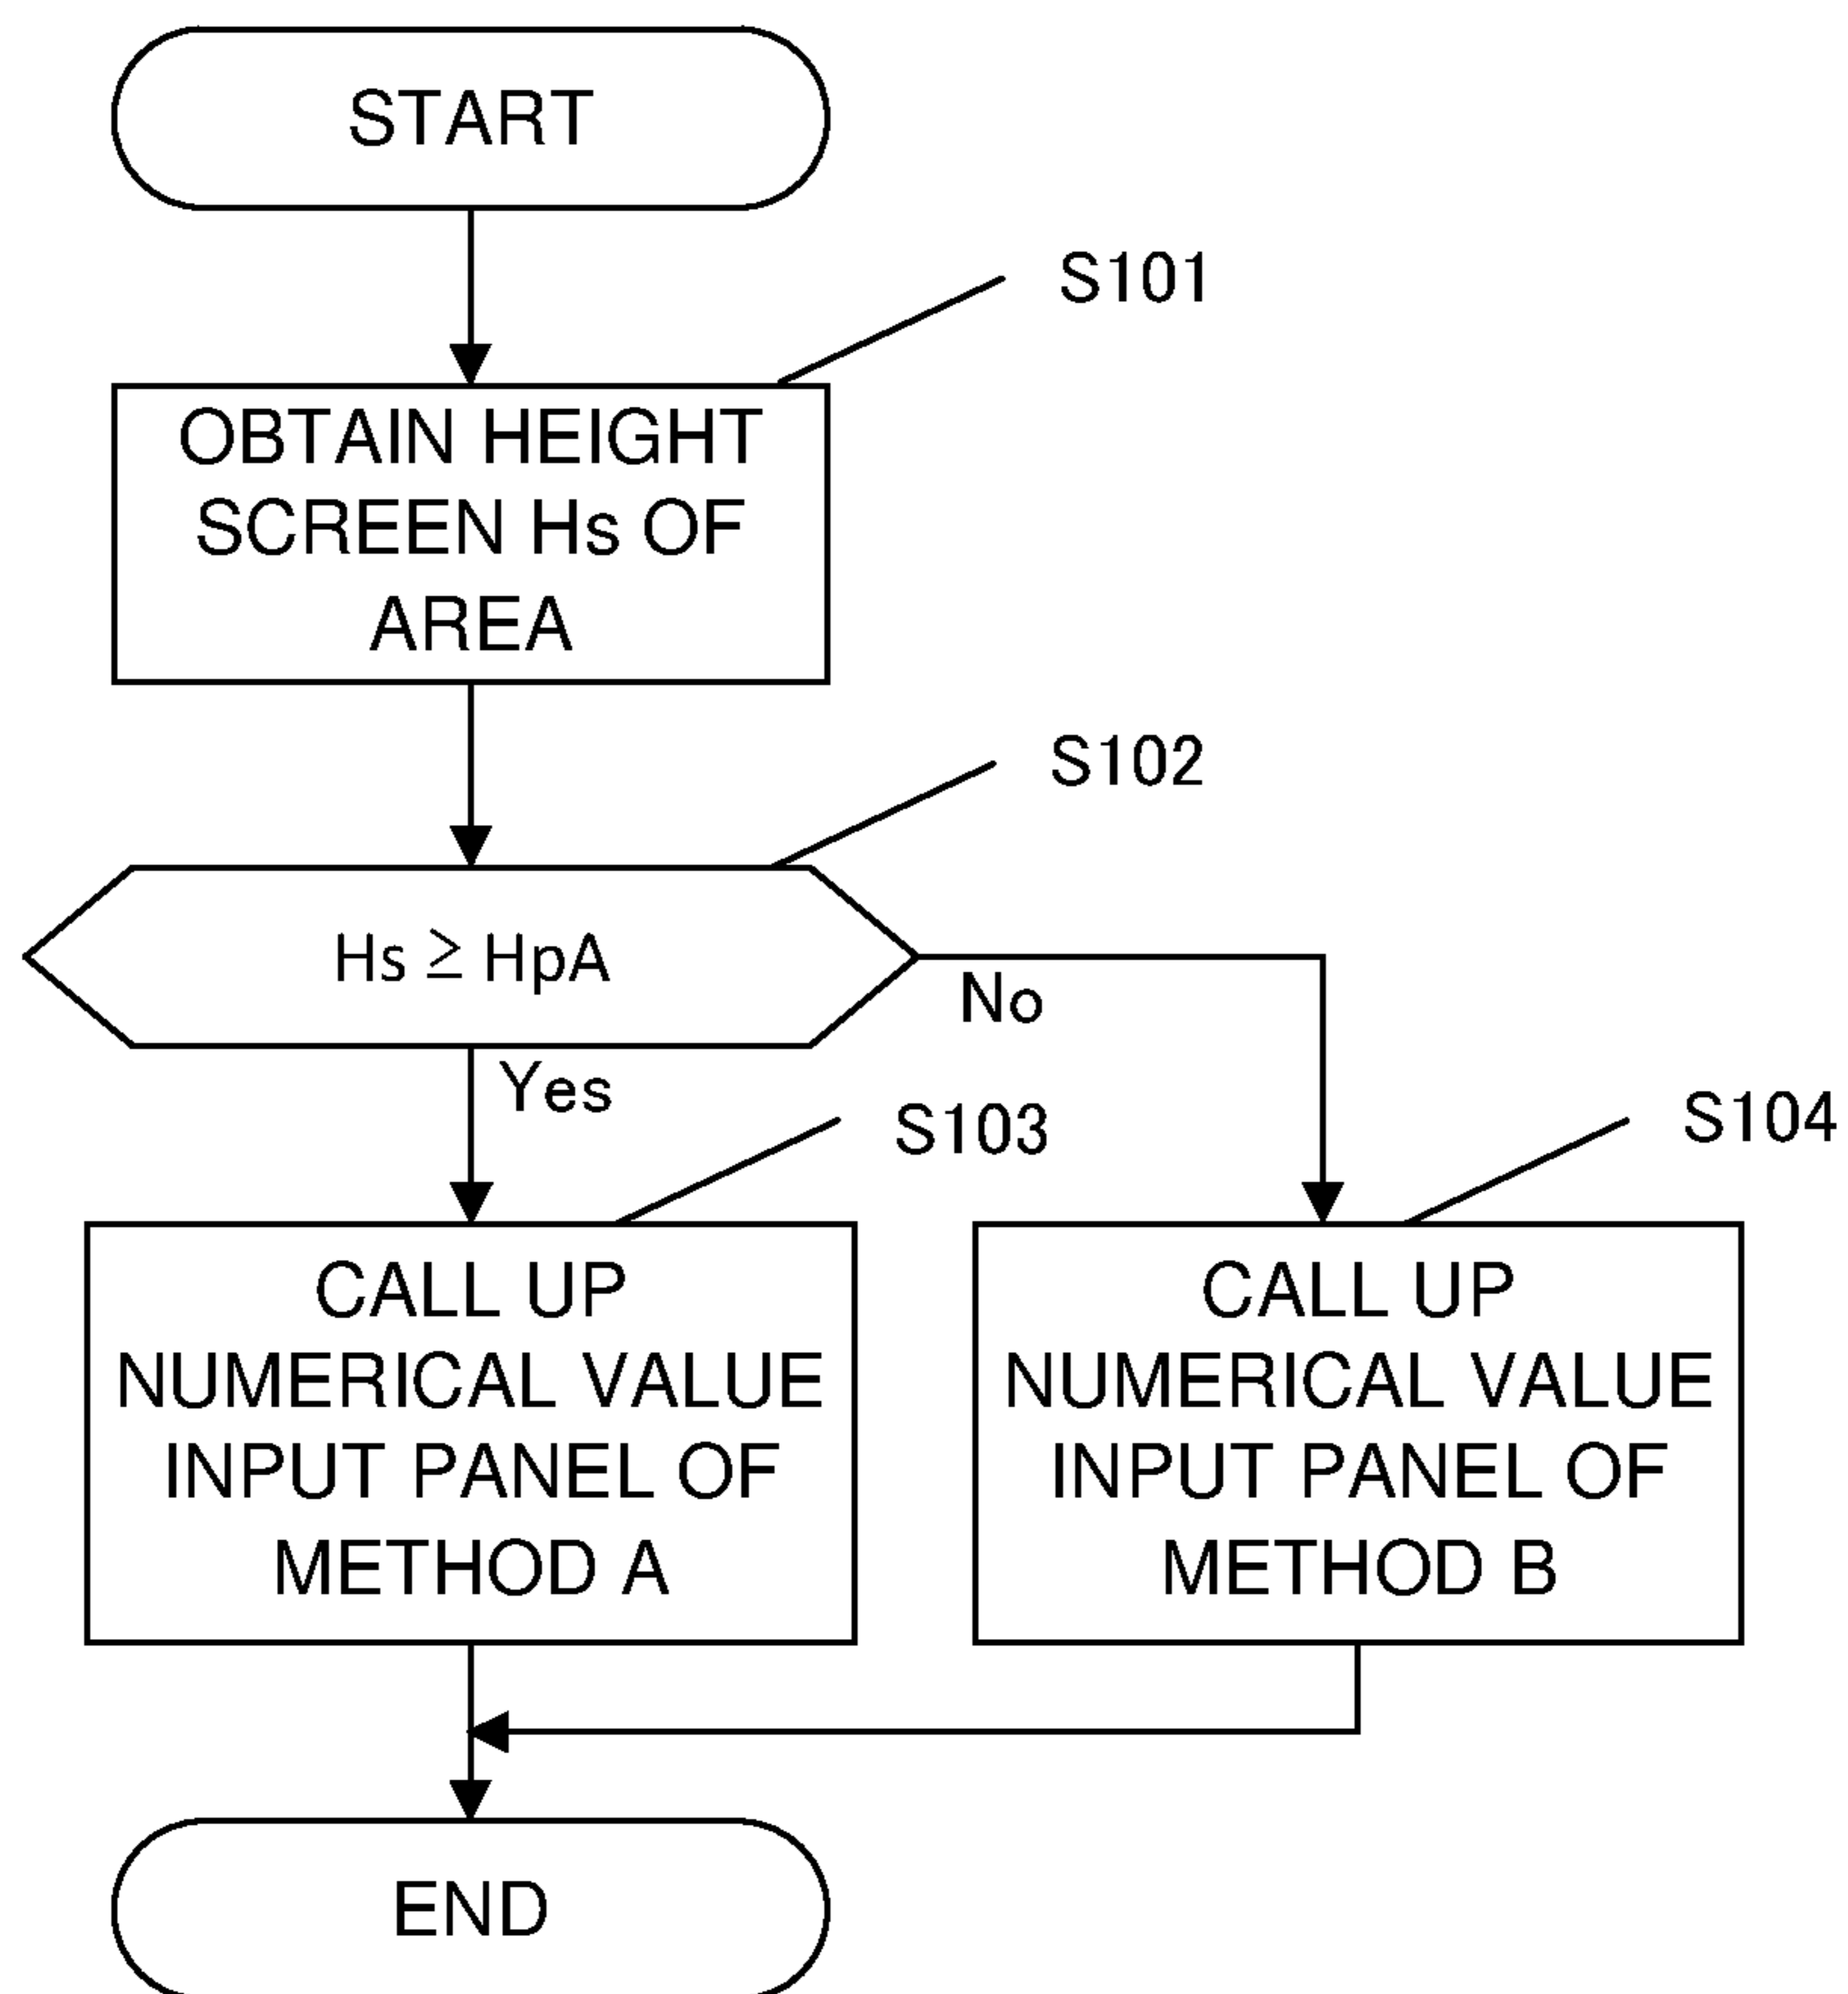 START
S101
OBTAIN HEIGHT
SCREEN Hs OF
AREA
S102
Hs ≥ HpA
No
Yes
S103
S104
CALL UP
NUMERICAL VALUE
INPUT PANEL OF
METHOD A
CALL UP
NUMERICAL VALUE
INPUT PANEL OF
METHOD B
END